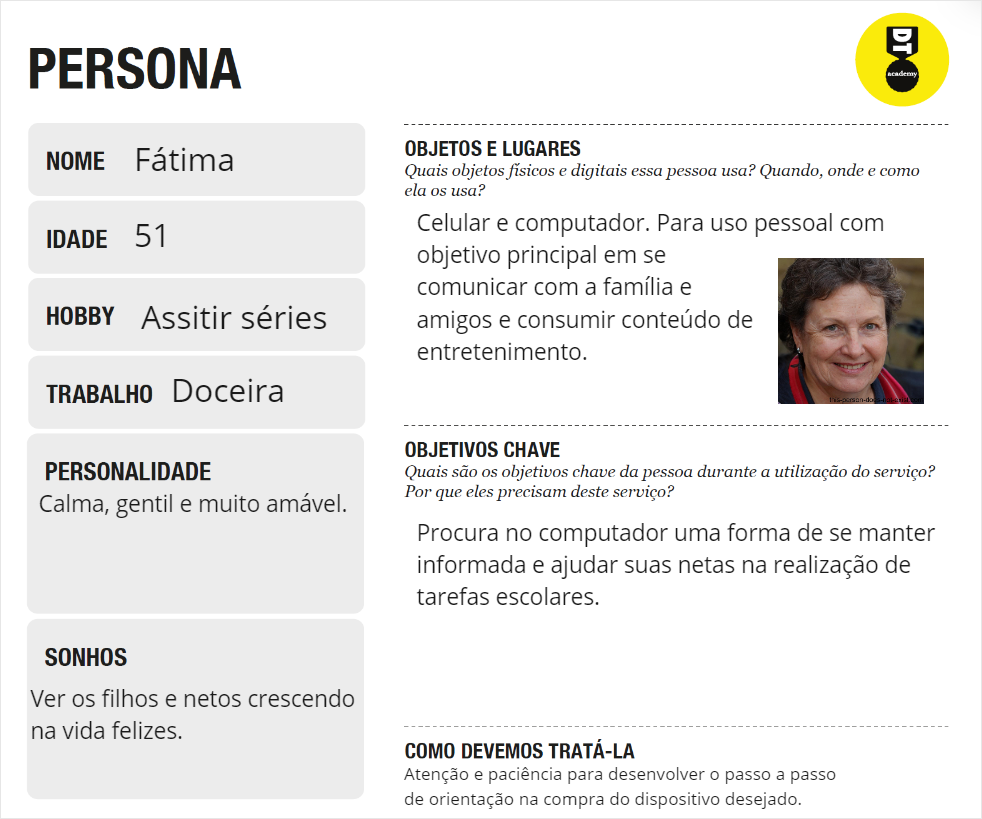 PERSONA
DT
academy
NOME Fátima
IDADE 51
HOBBY Assitir séries
TRABALHO Doceira
PERSONALIDADE
Calma, gentil e muito amável.
SONHOS
Ver os filhos e netos crescendo
na vida felizes.
OBJETOS E LUGARES
Quais objetos físicos e digitais essa pessoa usa? Quando, onde e como
ela os usa?
Celular e computador. Para uso pessoal com
objetivo principal em se
comunicar com a família e
amigos e consumir conteúdo de
entretenimento.
OBJETIVOS CHAVE
Quais são os objetivos chave da pessoa durante a utilização do serviço?
Por que eles precisam deste serviço?
Procura no computador uma forma de se manter
informada e ajudar suas netas na realização de
tarefas escolares.
COMO DEVEMOS TRATÁ-LA
Atenção e paciência para desenvolver o passo a passo
de orientação na compra do dispositivo desejado.